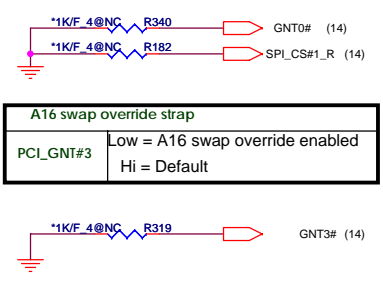 *1K/F_4@NC R340 GNT0# (14)
*1K/F_4@NC R182 SPI_CS#1_R (14)
A16 swap override strap
PCI_GNT#3
Low = A16 swap override enabled
Hi = Default
*1K/F_4@NC R319 GNT3# (14)